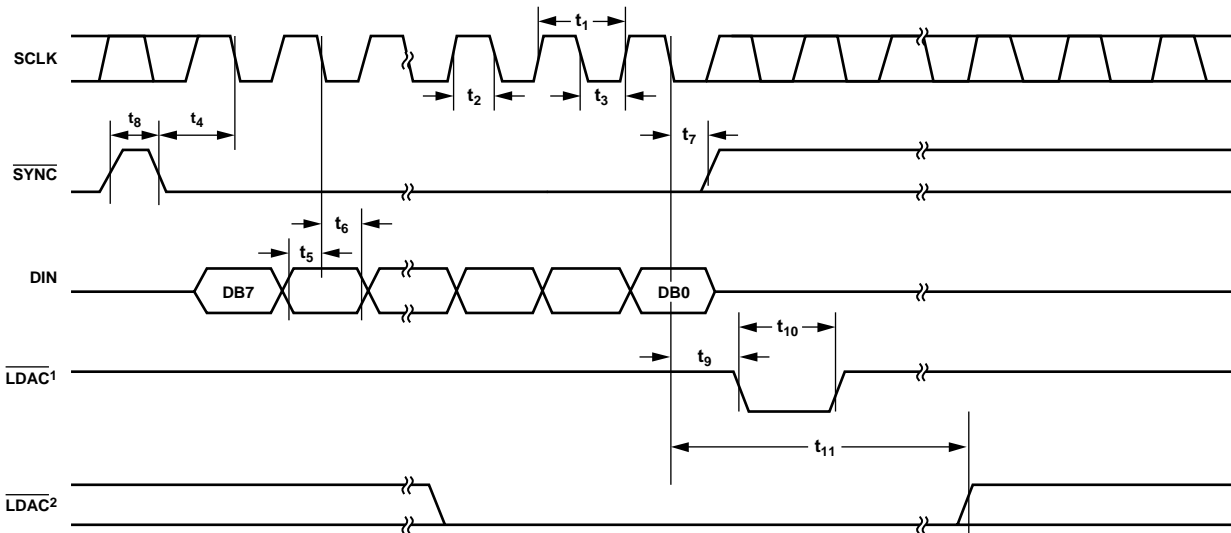 t1
SCLK
t2
t3
t8
t4
t7
SYNC
t6
t5
DIN
DB7
DB0
t10
t9
LDAC1
t11
LDAC2